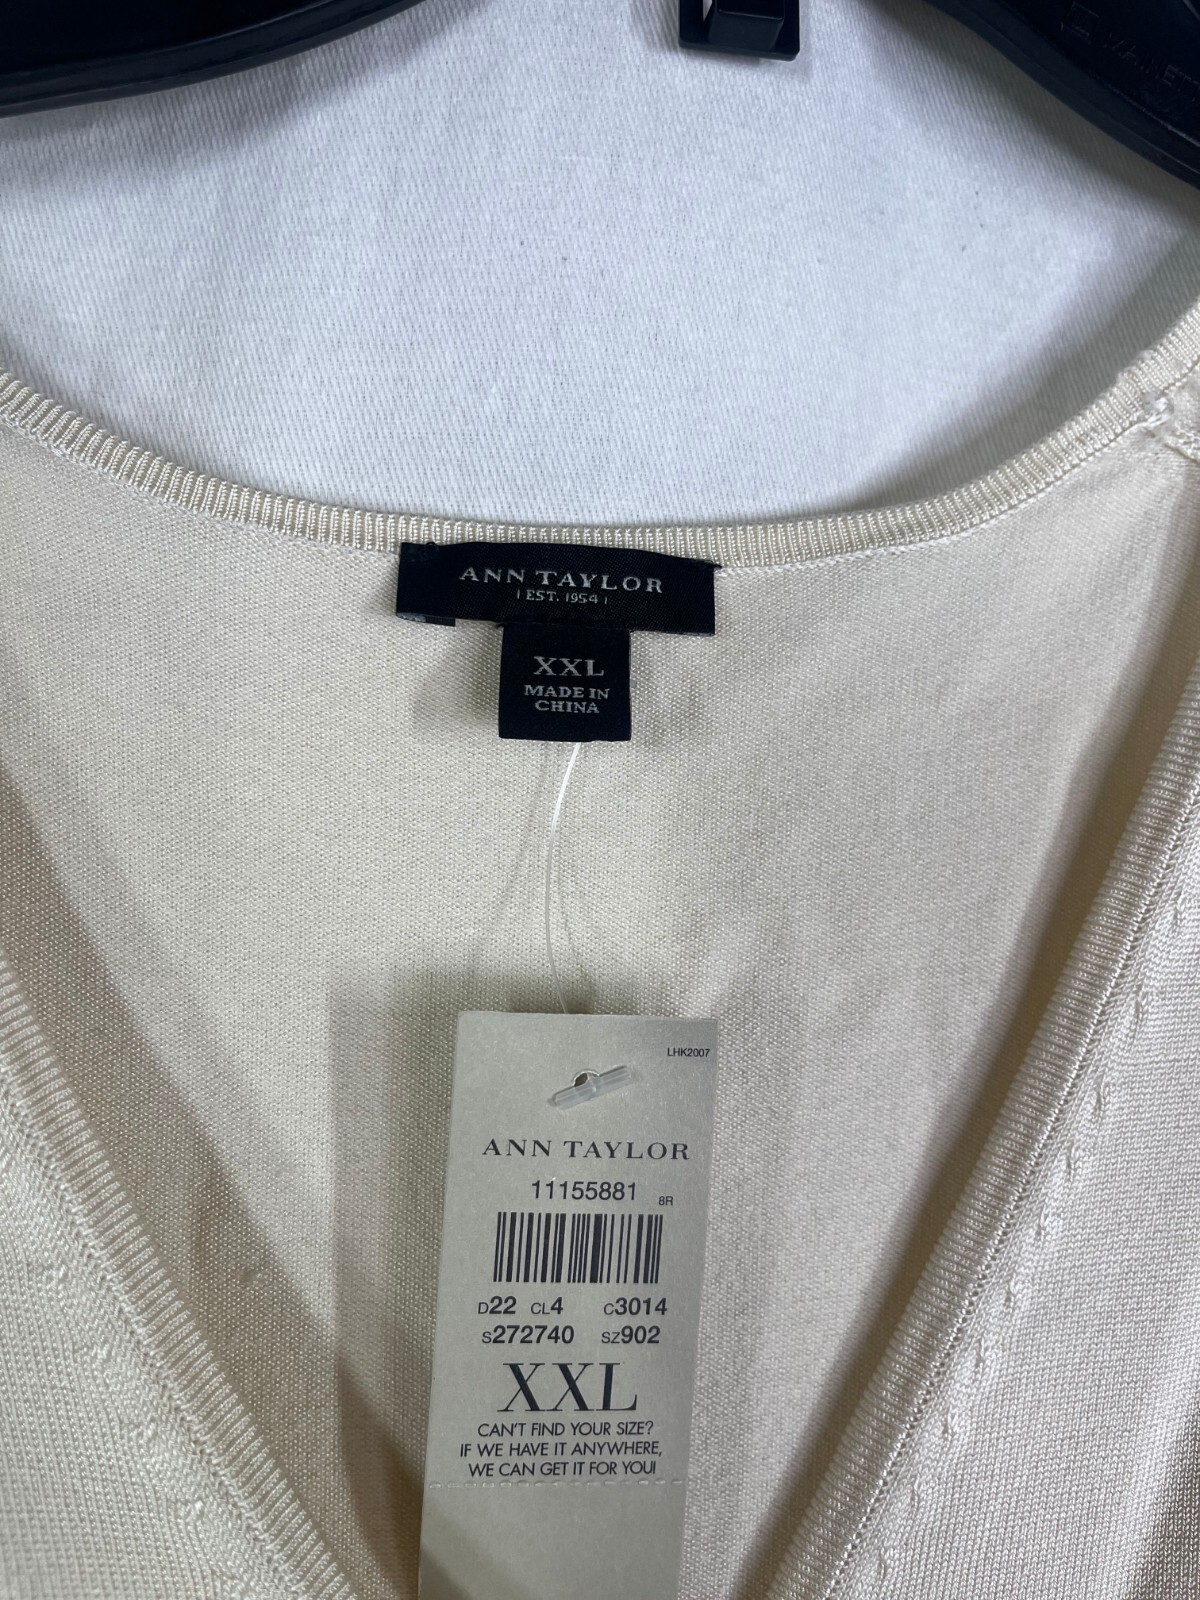 ANN TAYLOR
| EST. 1954 |
XXL
MADE IN
CHINA
LHK2007
ANN TAYLOR
11155881 8R
D22 CL4 C3014
S272740 SZ902
XXL
CAN'T FIND YOUR SIZE?
IF WE HAVE IT ANYWHERE,
WE CAN GET IT FOR YOU!